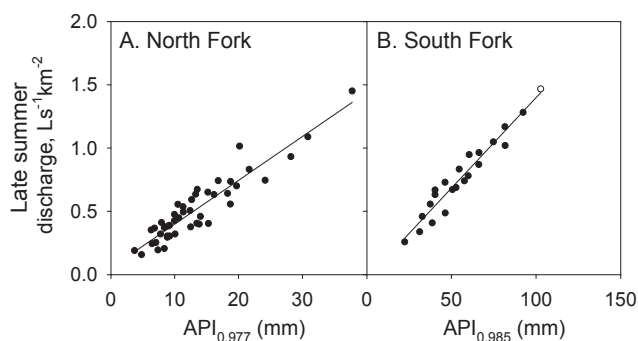 A. North Fork
B. South Fork
Late summer
discharge, Ls⁻¹km⁻²
2.0
1.5
1.0
0.5
0.0
0 10 20 30 40
0 50 100 150
API₀.₉₇₇ (mm)
API₀.₉₈₅ (mm)